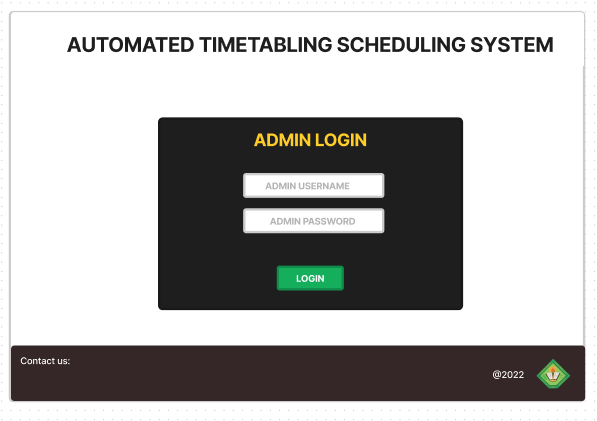 AUTOMATED TIMETABLING SCHEDULING SYSTEM
ADMIN LOGIN
ADMIN USERNAME
ADMIN PASSWORD
LOGIN
Contact us:
@2022